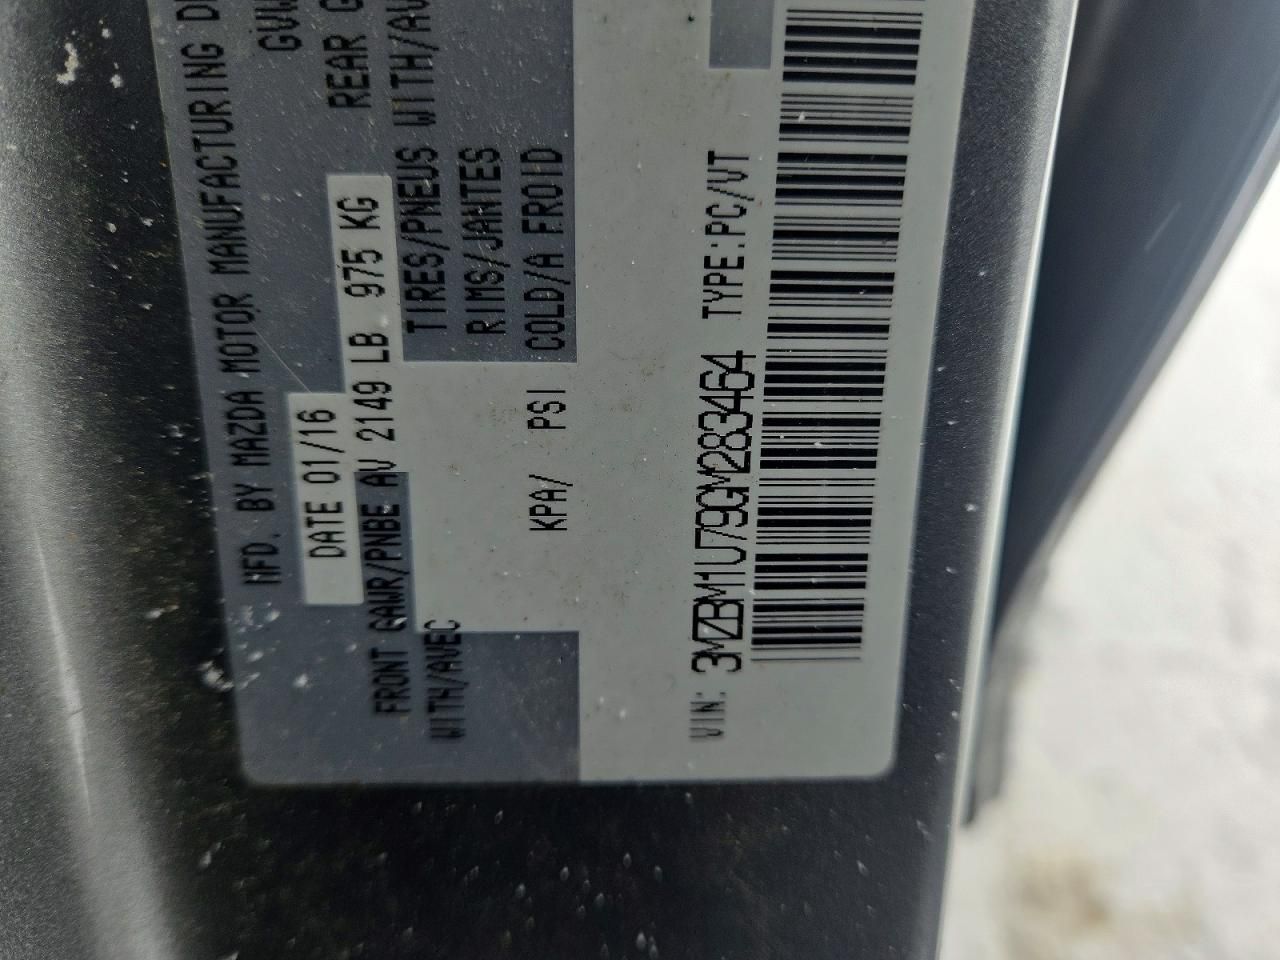 MFD. BY MAZDA MOTOR MANUFACTURING
DATE 01/16
FRONT GAWR/PNBE AV 2149 LB 975 KG REAR
WITH/AVEC TIRES/PNEUS WITH/AV
RIMS/JANTES
KPA/ PSI COLD/A FROID
VIN: 3MZBM1U79GM283464 TYPE:PC/VT